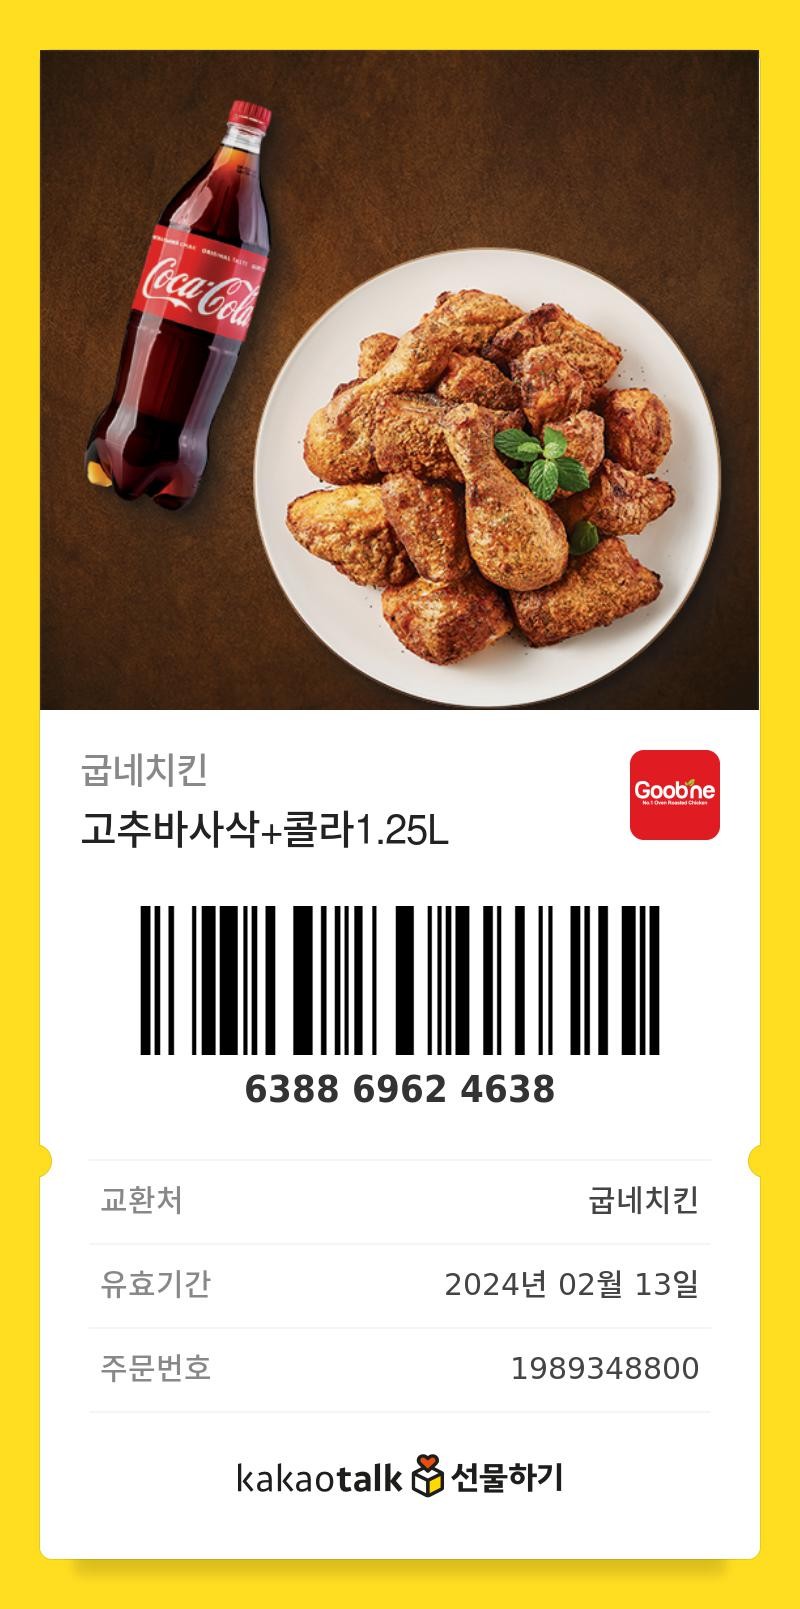 ORIGINAL TASTE
Coca-Cola
굽네치킨
Goobne
No.1 Oven Roasted Chicken
고추바사삭+콜라1.25L
6388 6962 4638
교환처 굽네치킨
유효기간 2024년 02월 13일
주문번호 1989348800
kakaotalk 선물하기